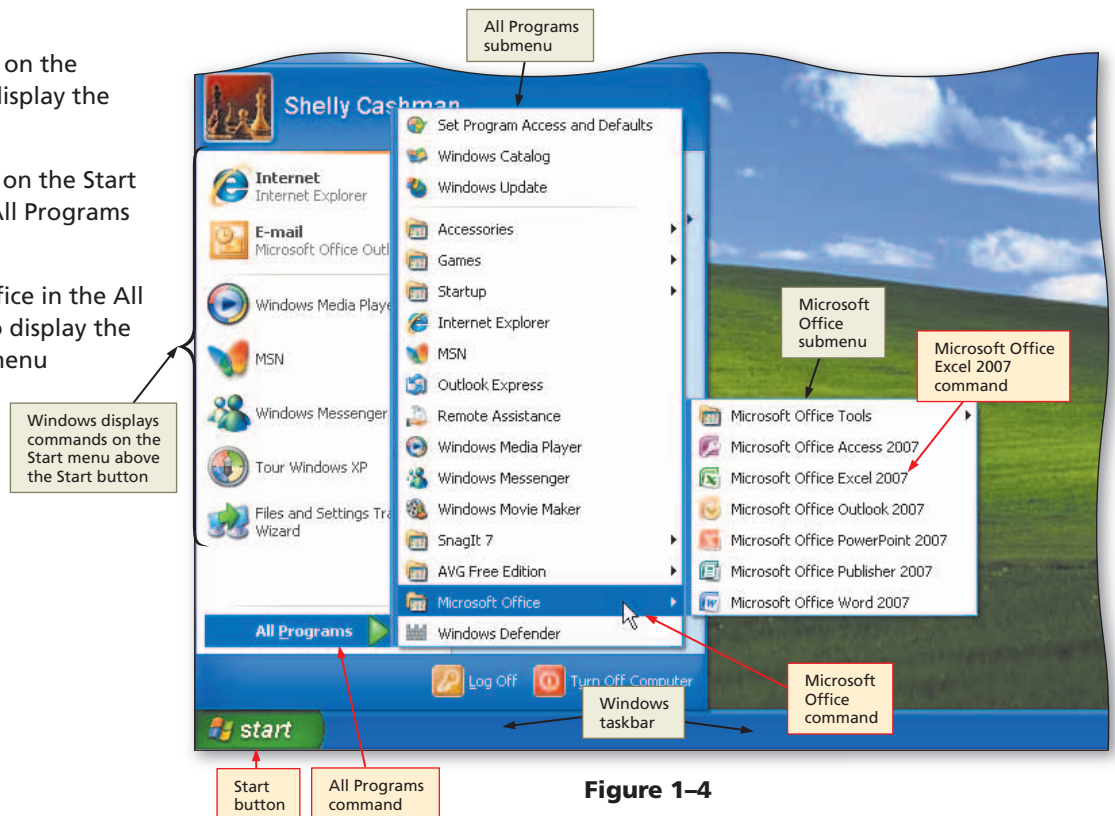 on the
display the
on the Start
All Programs
fice in the All
display the
enu
All Programs
submenu
Shelly Cashman
Internet
Internet Explorer
E-mail
Microsoft Office Outl
Windows Media Playe
MSN
Windows Messenger
Tour Windows XP
Files and Settings Tra
Wizard
All Programs
Set Program Access and Defaults
Windows Catalog
Windows Update
Accessories
Games
Startup
Internet Explorer
MSN
Outlook Express
Remote Assistance
Windows Media Player
Windows Messenger
Windows Movie Maker
SnagIt 7
AVG Free Edition
Microsoft Office
Windows Defender
Microsoft
Office
submenu
Microsoft Office
Excel 2007
command
Microsoft Office Tools
Microsoft Office Access 2007
Microsoft Office Excel 2007
Microsoft Office Outlook 2007
Microsoft Office PowerPoint 2007
Microsoft Office Publisher 2007
Microsoft Office Word 2007
Windows displays
commands on the
Start menu above
the Start button
Log Off
Turn Off Computer
Windows
taskbar
Microsoft
Office
command
start
Start
button
All Programs
command
Figure 1–4